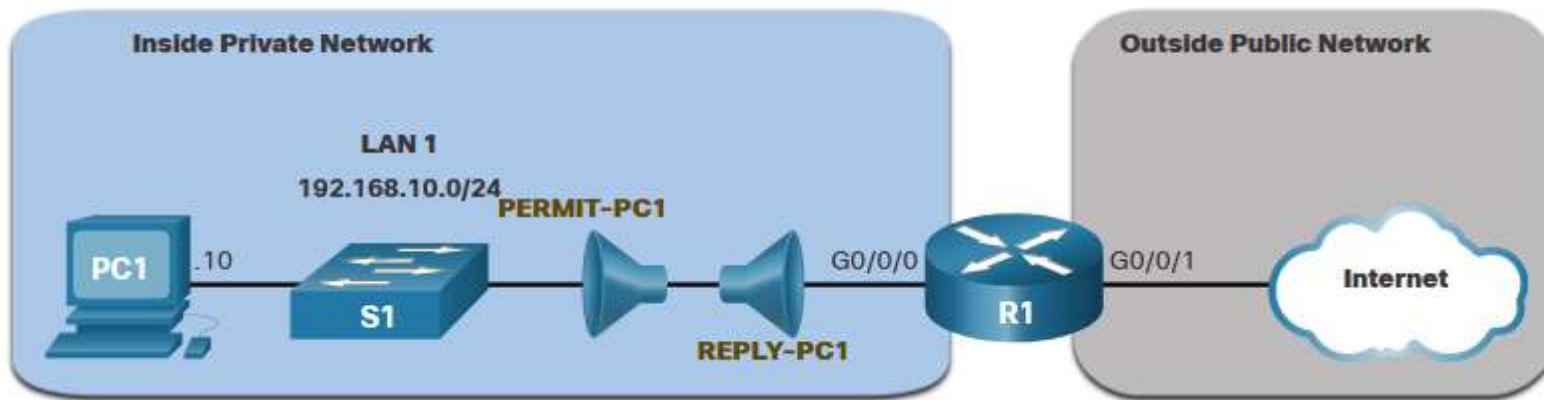 Inside Private Network
Outside Public Network
LAN 1
192.168.10.0/24
PERMIT-PC1
PC1
.10
S1
REPLY-PC1
G0/0/0
R1
G0/0/1
Internet